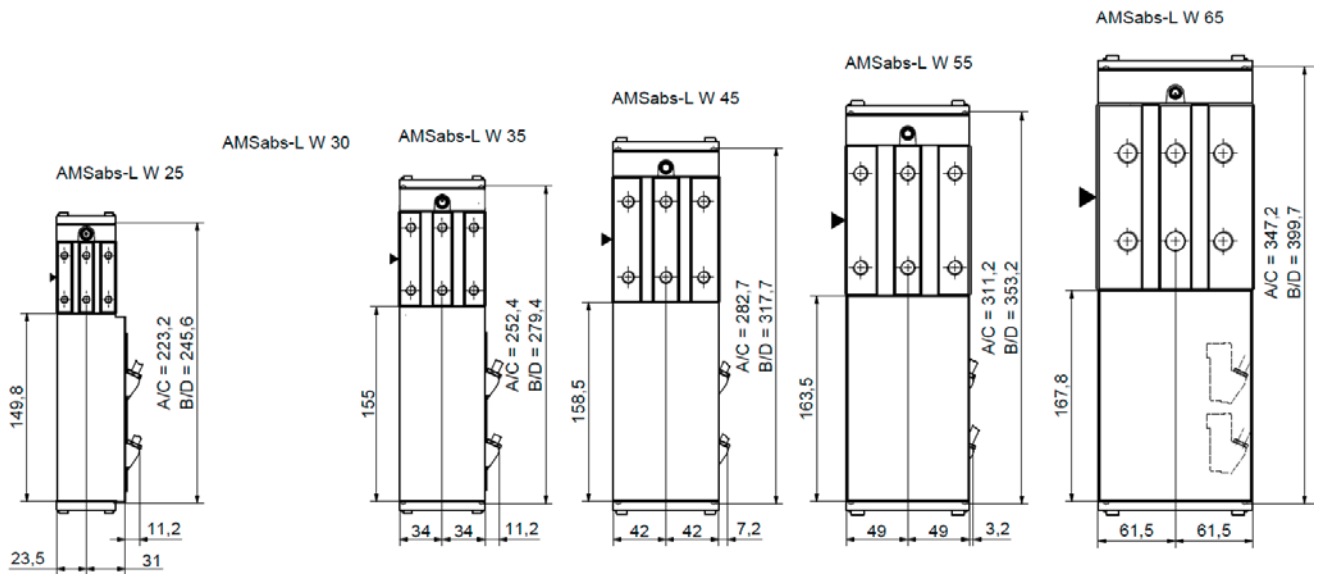 AMSabs-L W 25
149,8
A/C = 223,2
B/D = 245,6
11,2
23,5
31
AMSabs-L W 30
AMSabs-L W 35
155
A/C = 252,4
B/D = 279,4
34
34
11,2
AMSabs-L W 45
158,5
A/C = 282,7
B/D = 317,7
42
42
7,2
AMSabs-L W 55
163,5
A/C = 311,2
B/D = 353,2
49
49
3,2
AMSabs-L W 65
167,8
A/C = 347,2
B/D = 399,7
61,5
61,5